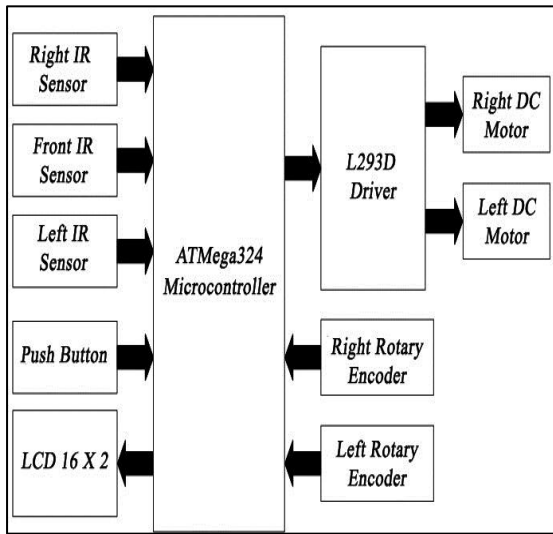 Right IR
Sensor
Front IR
Sensor
Left IR
Sensor
Push Button
LCD 16 X 2
ATMega324
Microcontroller
L293D
Driver
Right DC
Motor
Left DC
Motor
Right Rotary
Encoder
Left Rotary
Encoder